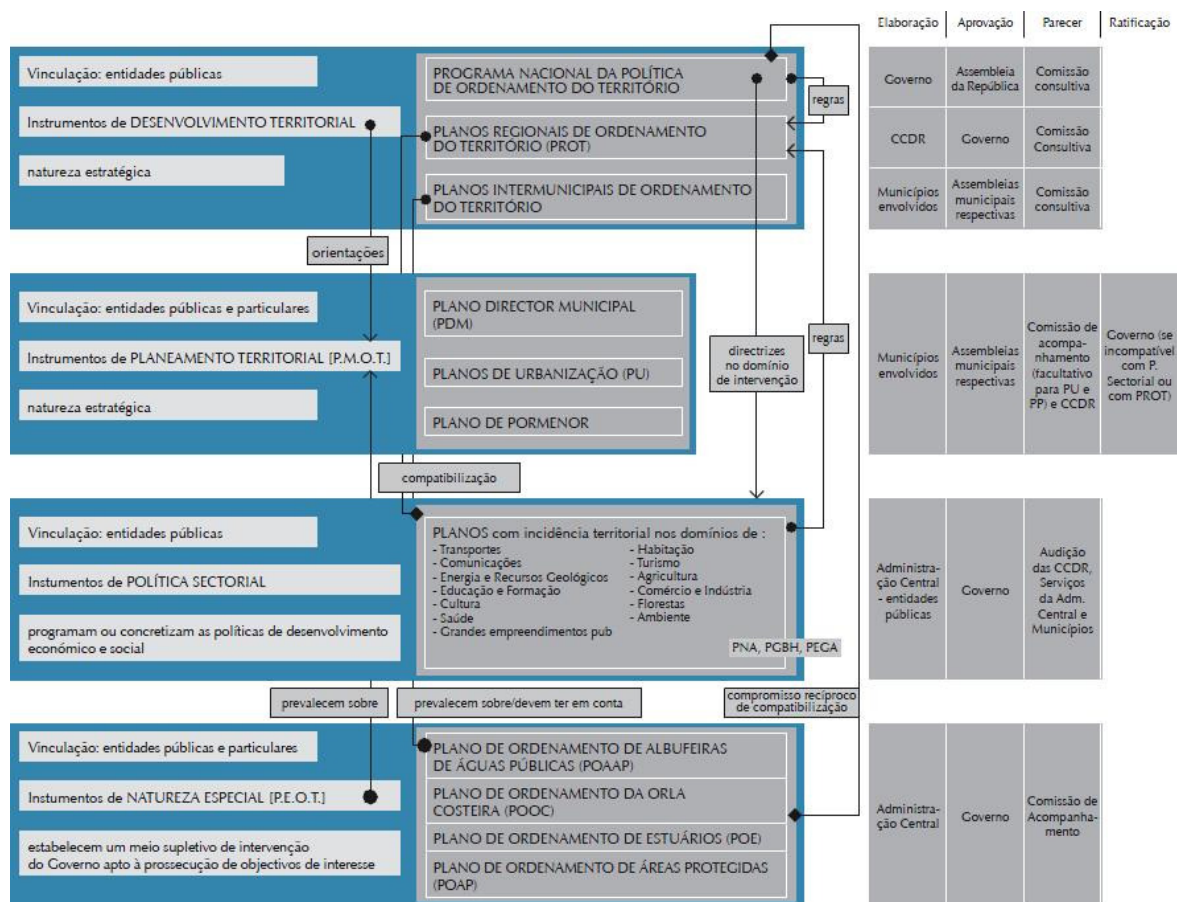 Elaboração
Aprovação
Parecer
Ratificação
Vinculação: entidades públicas
Instrumentos de DESENVOLVIMENTO TERRITORIAL
natureza estratégica
PROGRAMA NACIONAL DA POLÍTICA
DE ORDENAMENTO DO TERRITÓRIO
PLANOS REGIONAIS DE ORDENAMENTO
DO TERRITÓRIO (PROT)
PLANOS INTERMUNICIPAIS DE ORDENAMENTO
DO TERRITÓRIO
regras
Governo
Assembleia
da República
Comissão
consultiva
CCDR
Governo
Comissão
Consultiva
Municípios
envolvidos
Assembleias
municipais
respectivas
Comissão
consultiva
orientações
Vinculação: entidades públicas e particulares
Instrumentos de PLANEAMENTO TERRITORIAL [P.M.O.T.]
natureza estratégica
PLANO DIRECTOR MUNICIPAL
(PDM)
PLANOS DE URBANIZAÇÃO (PU)
PLANO DE PORMENOR
directrizes
no domínio
de intervenção
regras
Municípios
envolvidos
Assembleias
municipais
respectivas
Comissão de
acompa-
nhamento
(facultativo
para PU e
PP) e CCDR
Governo (se
incompatível
com P.
Sectorial ou
com PROT)
compatibilização
Vinculação: entidades públicas
Instumentos de POLÍTICA SECTORIAL
programam ou concretizam as políticas de desenvolvimento
económico e social
PLANOS com incidência territorial nos domínios de :
- Transportes
- Comunicações
- Energia e Recursos Geológicos
- Educação e Formação
- Cultura
- Saúde
- Grandes empreendimentos pub
- Habitação
- Turismo
- Agricultura
- Comércio e Indústria
- Florestas
- Ambiente
PNA, PGBH, PEGA
Administra-
ção Central
- entidades
públicas
Governo
Audição
das CCDR,
Serviços
da Adm.
Central e
Municípios
prevalecem sobre
prevalecem sobre/devem ter em conta
compromisso recíproco
de compatibilização
Vinculação: entidades públicas e particulares
Instumentos de NATUREZA ESPECIAL [P.E.O.T.]
estabelecem um meio supletivo de intervenção
do Governo apto à prossecução de objectivos de interesse
PLANO DE ORDENAMENTO DE ALBUFEIRAS
DE ÁGUAS PÚBLICAS (POAAP)
PLANO DE ORDENAMENTO DA ORLA
COSTEIRA (POOC)
PLANO DE ORDENAMENTO DE ESTUÁRIOS (POE)
PLANO DE ORDENAMENTO DE ÁREAS PROTEGIDAS
(POAP)
Administra-
ção Central
Governo
Comissão de
Acompanha-
mento